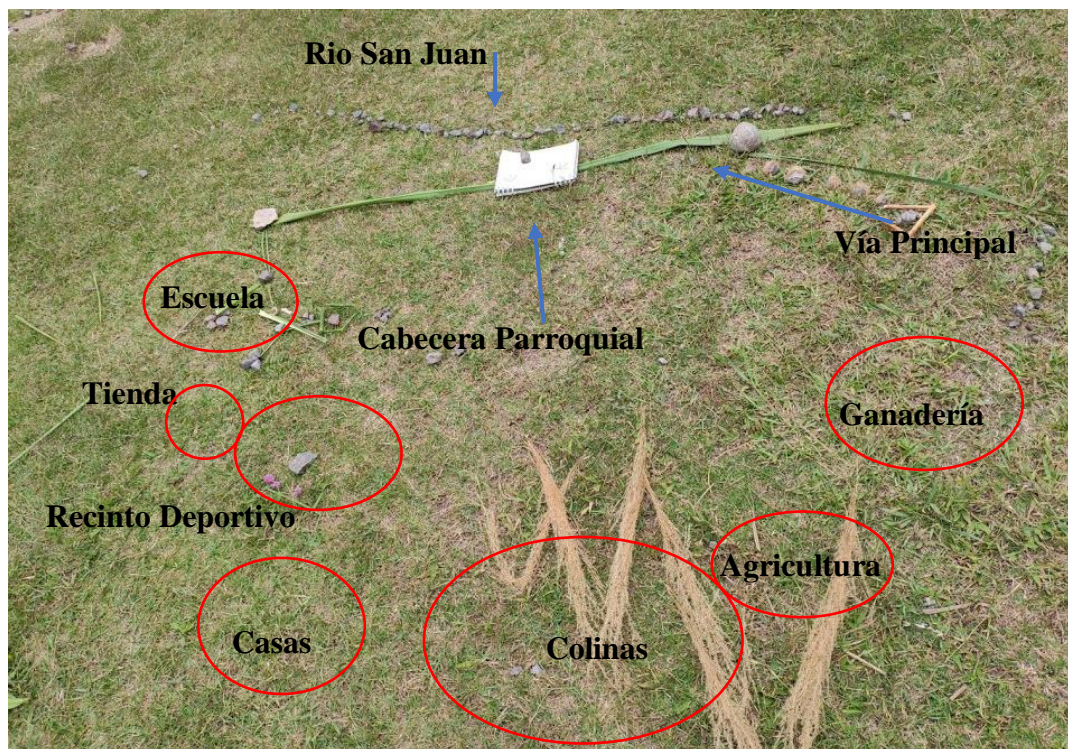 Rio San Juan
Vía Principal
Escuela
Cabecera Parroquial
Tienda
Ganadería
Recinto Deportivo
Agricultura
Casas
Colinas